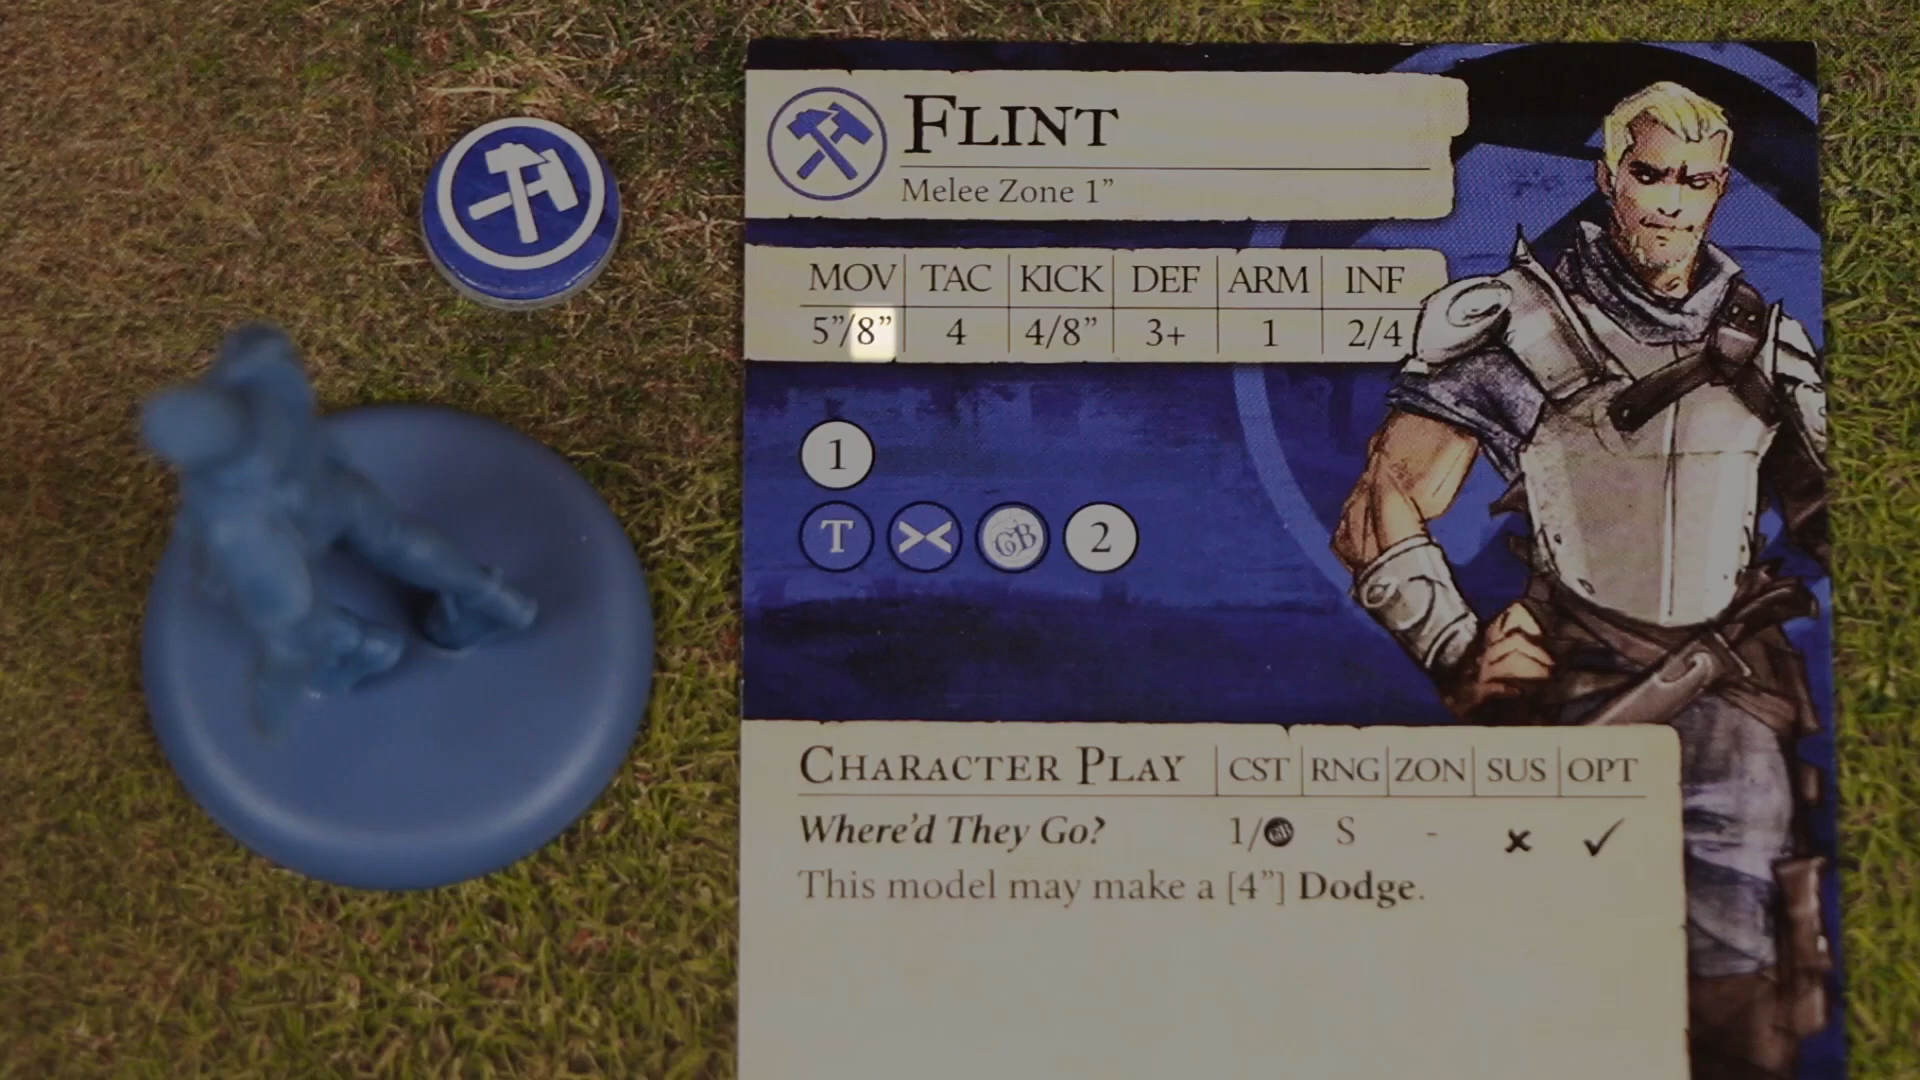 FLINT
Melee Zone 1”
MOV TAC KICK DEF ARM INF
5”/8” 4 4/8” 3+ 1 2/4
1
T >< GB 2
CHARACTER PLAY CST RNG ZON SUS OPT
Where’d They Go? 1/GB S - ✗ ✓
This model may make a [4”] Dodge.